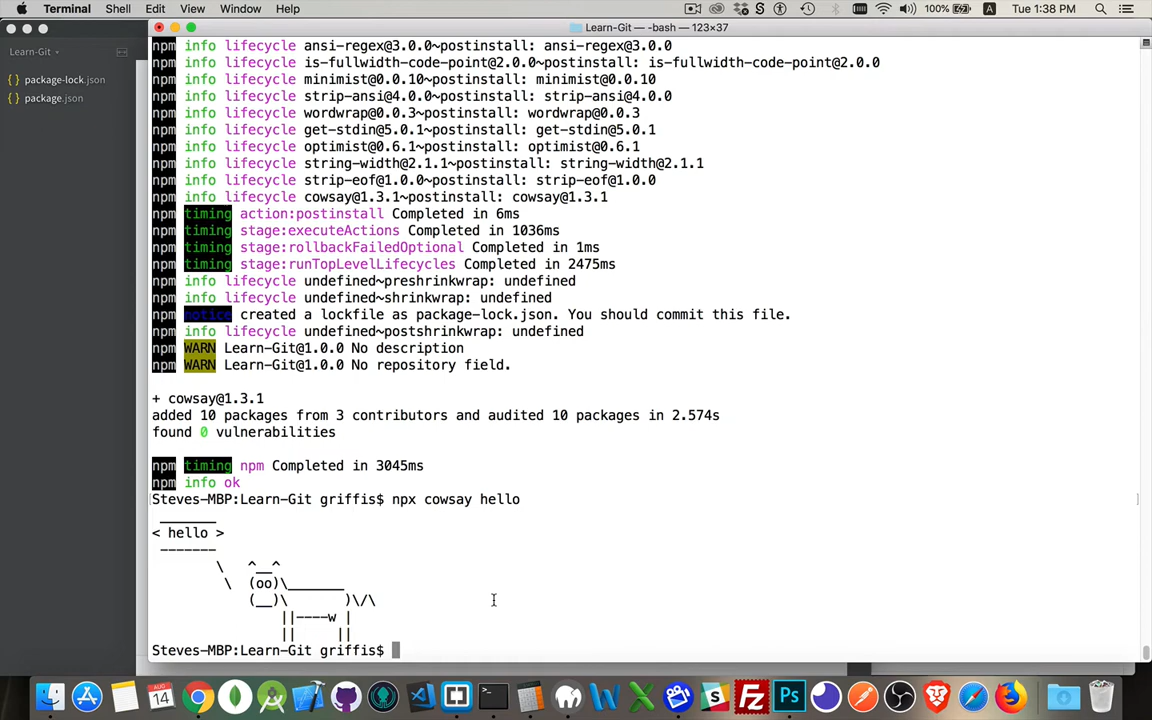 Terminal Shell Edit View Window Help 100% Tue 1:38 PM
Learn-Git
Learn-Git — -bash — 123×37
{ } package-lock.json
{ } package.json
npm info lifecycle ansi-regex@3.0.0~postinstall: ansi-regex@3.0.0
npm info lifecycle is-fullwidth-code-point@2.0.0~postinstall: is-fullwidth-code-point@2.0.0
npm info lifecycle minimist@0.0.10~postinstall: minimist@0.0.10
npm info lifecycle strip-ansi@4.0.0~postinstall: strip-ansi@4.0.0
npm info lifecycle wordwrap@0.0.3~postinstall: wordwrap@0.0.3
npm info lifecycle get-stdin@5.0.1~postinstall: get-stdin@5.0.1
npm info lifecycle optimist@0.6.1~postinstall: optimist@0.6.1
npm info lifecycle string-width@2.1.1~postinstall: string-width@2.1.1
npm info lifecycle strip-eof@1.0.0~postinstall: strip-eof@1.0.0
npm info lifecycle cowsay@1.3.1~postinstall: cowsay@1.3.1
npm timing action:postinstall Completed in 6ms
npm timing stage:executeActions Completed in 1036ms
npm timing stage:rollbackFailedOptional Completed in 1ms
npm timing stage:runTopLevelLifecycles Completed in 2475ms
npm info lifecycle undefined~preshrinkwrap: undefined
npm info lifecycle undefined~shrinkwrap: undefined
npm notice created a lockfile as package-lock.json. You should commit this file.
npm info lifecycle undefined~postshrinkwrap: undefined
npm WARN Learn-Git@1.0.0 No description
npm WARN Learn-Git@1.0.0 No repository field.
+ cowsay@1.3.1
added 10 packages from 3 contributors and audited 10 packages in 2.574s
found 0 vulnerabilities
npm timing npm Completed in 3045ms
npm info ok
Steves-MBP:Learn-Git griffis$ npx cowsay hello
 _______
< hello >
 -------
        \   ^__^
         \  (oo)\_______
            (__)\       )\/\
                ||----w |
                ||     ||
Steves-MBP:Learn-Git griffis$